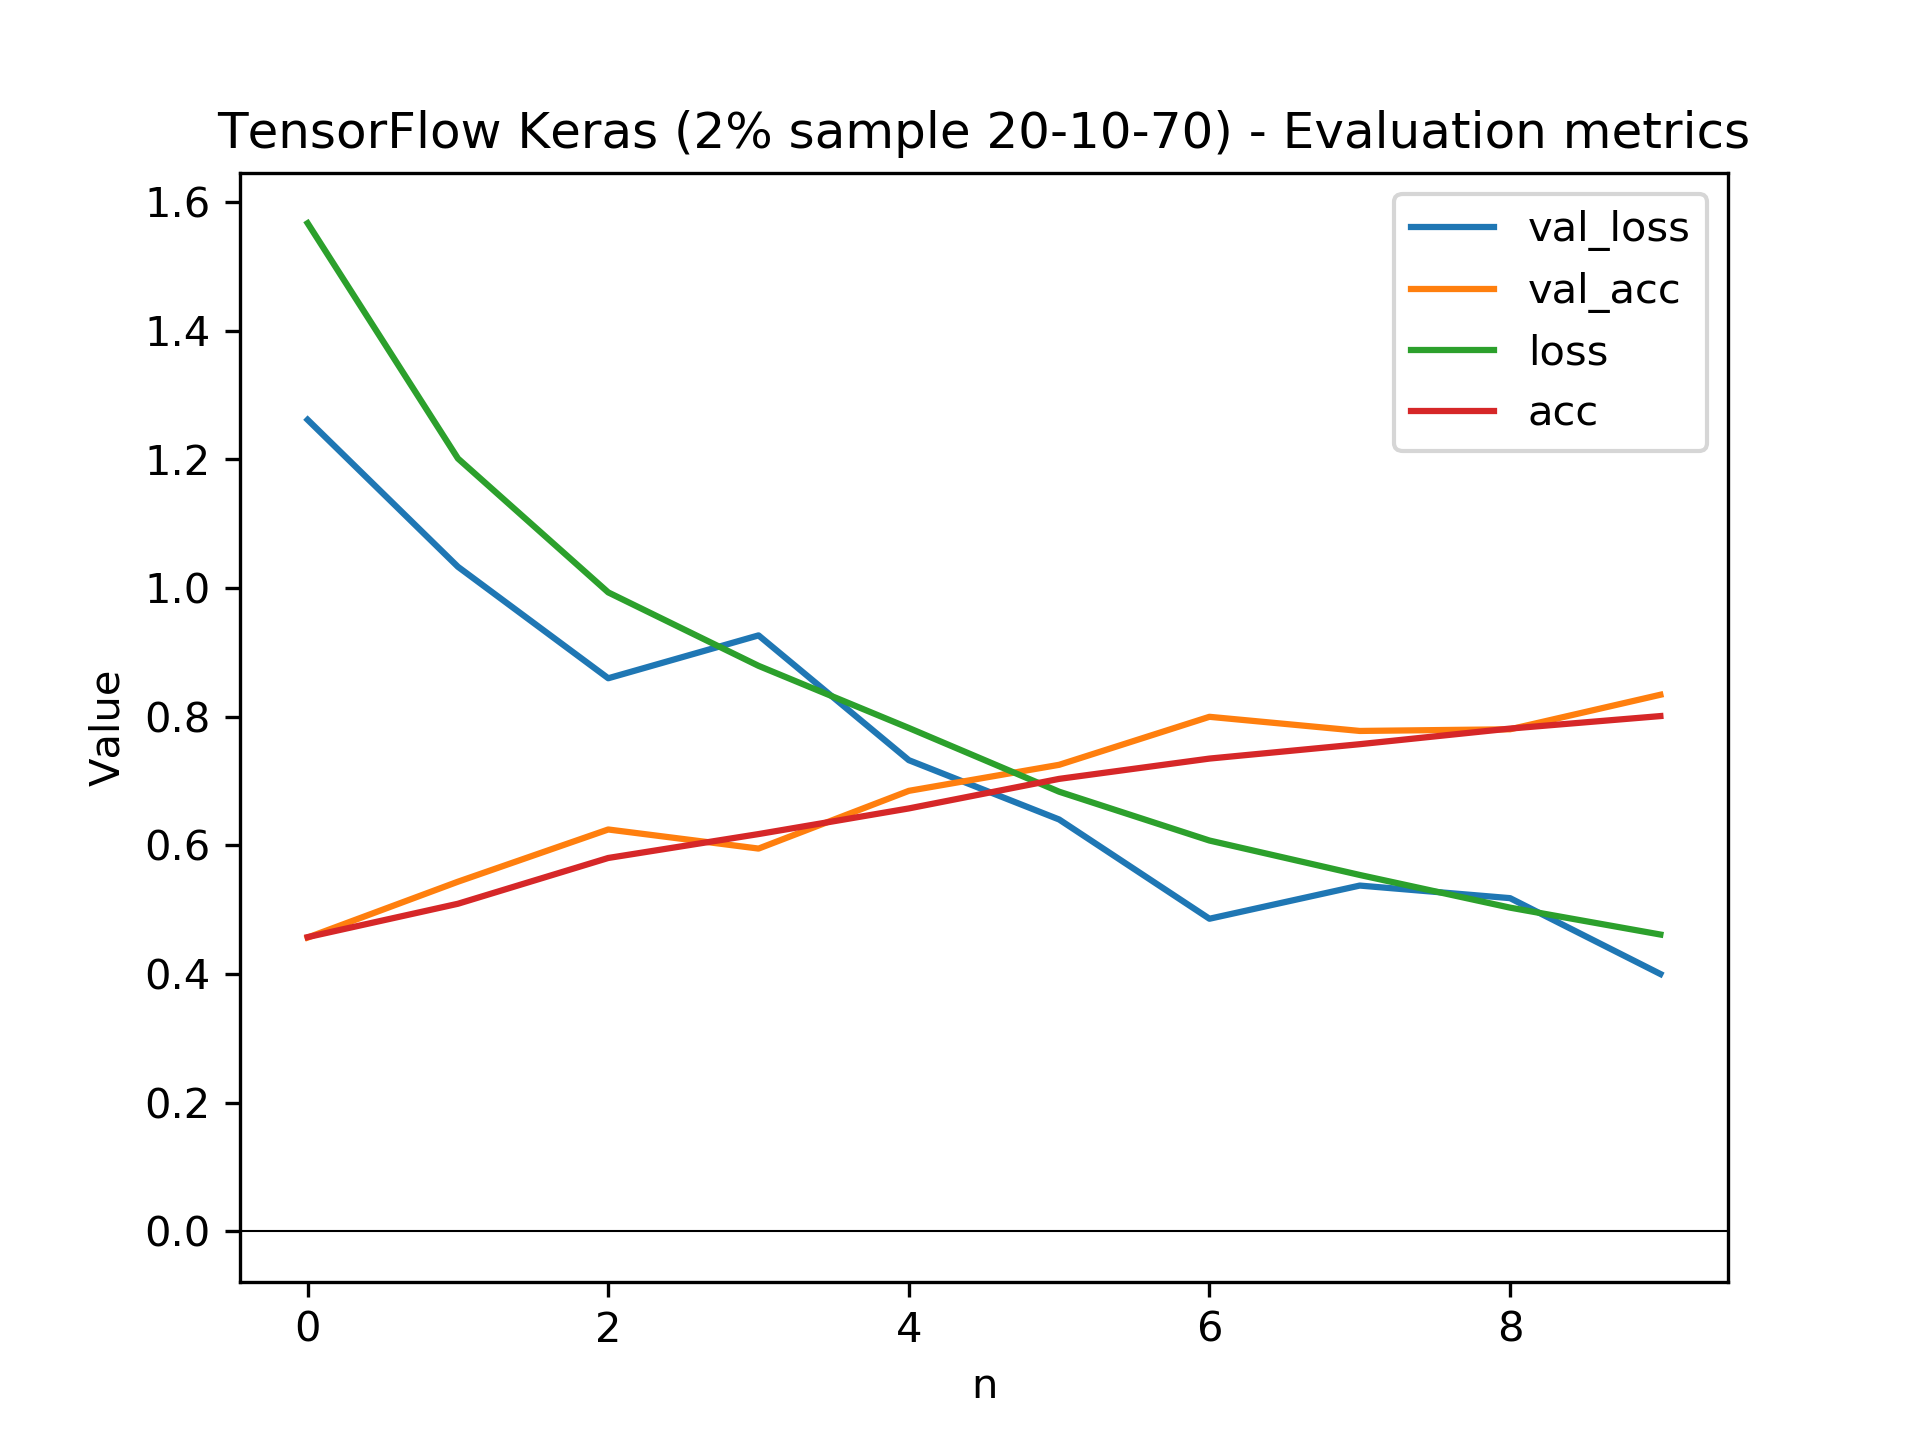 TensorFlow Keras (2% sample 20-10-70) - Evaluation metrics
val_loss
val_acc
loss
acc
1.6
1.4
1.2
1.0
0.8
0.6
0.4
0.2
0.0
Value
0 2 4 6 8
n